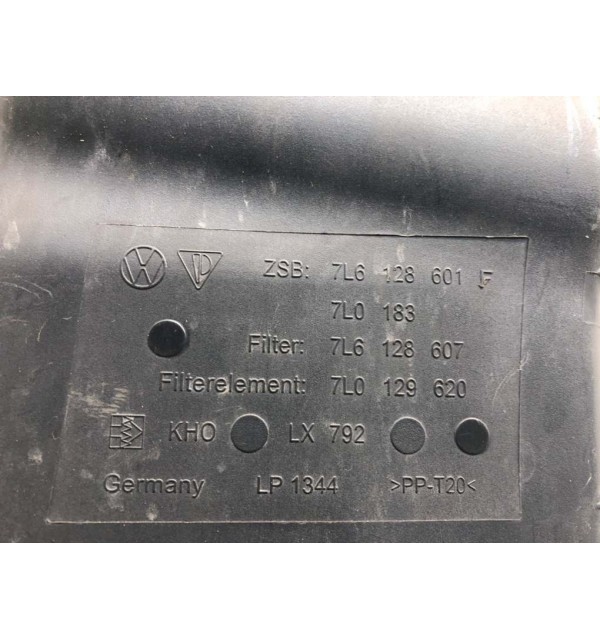 ZSB: 7L6 128 601 F
7L0 183
Filter: 7L6 128 607
Filterelement: 7L0 129 620
KHO LX 792
Germany LP 1344 >PP-T20<